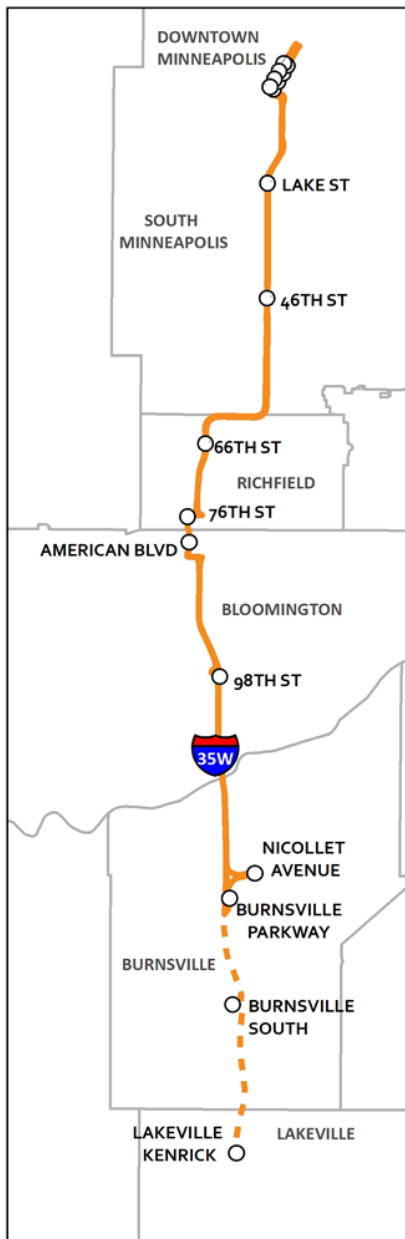 DOWNTOWN
MINNEAPOLIS
LAKE ST
SOUTH
MINNEAPOLIS
46TH ST
66TH ST
RICHFIELD
76TH ST
AMERICAN BLVD
BLOOMINGTON
98TH ST
35W
NICOLLET
AVENUE
BURNSVILLE
PARKWAY
BURNSVILLE
BURNSVILLE
SOUTH
LAKEVILLE
KENRICK
LAKEVILLE